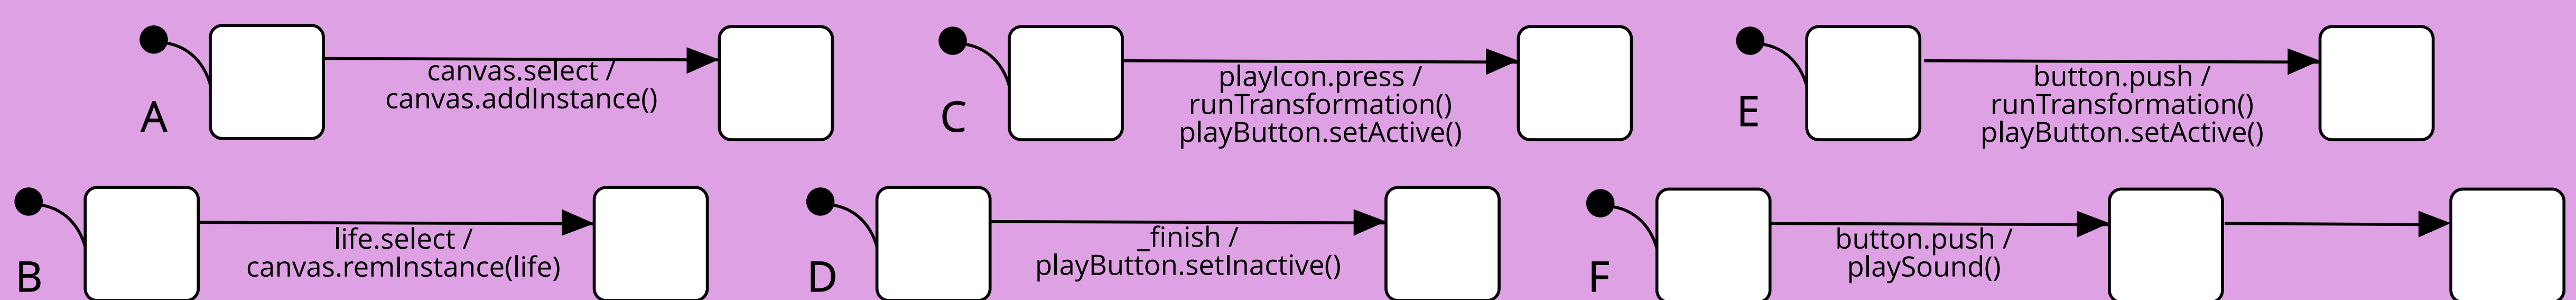 canvas.select /
canvas.addInstance()
A
playIcon.press /
runTransformation()
playButton.setActive()
C
button.push /
runTransformation()
playButton.setActive()
E
life.select /
canvas.remInstance(life)
B
_finish /
playButton.setInactive()
D
button.push /
playSound()
F